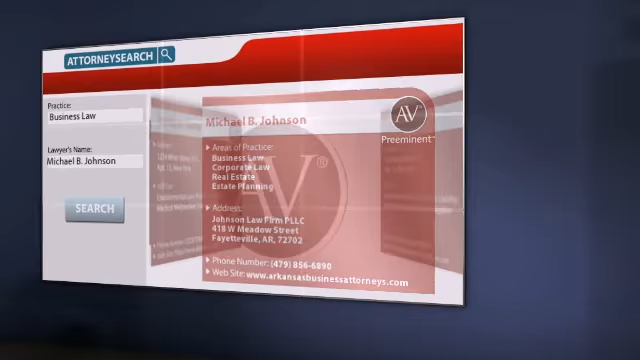 ATTORNEYSEARCH
Practice:
Business Law
Lawyer's Name:
Michael B. Johnson
SEARCH
Michael B. Johnson
AV
Preeminent™
AV®
Areas of Practice:
Business Law
Corporate Law
Real Estate
Estate Planning
Address:
Johnson Law Firm PLLC
418 W Meadow Street
Fayetteville, AR, 72702
Phone Number: (479) 856-6890
Web Site: www.arkansasbusinessattorneys.com